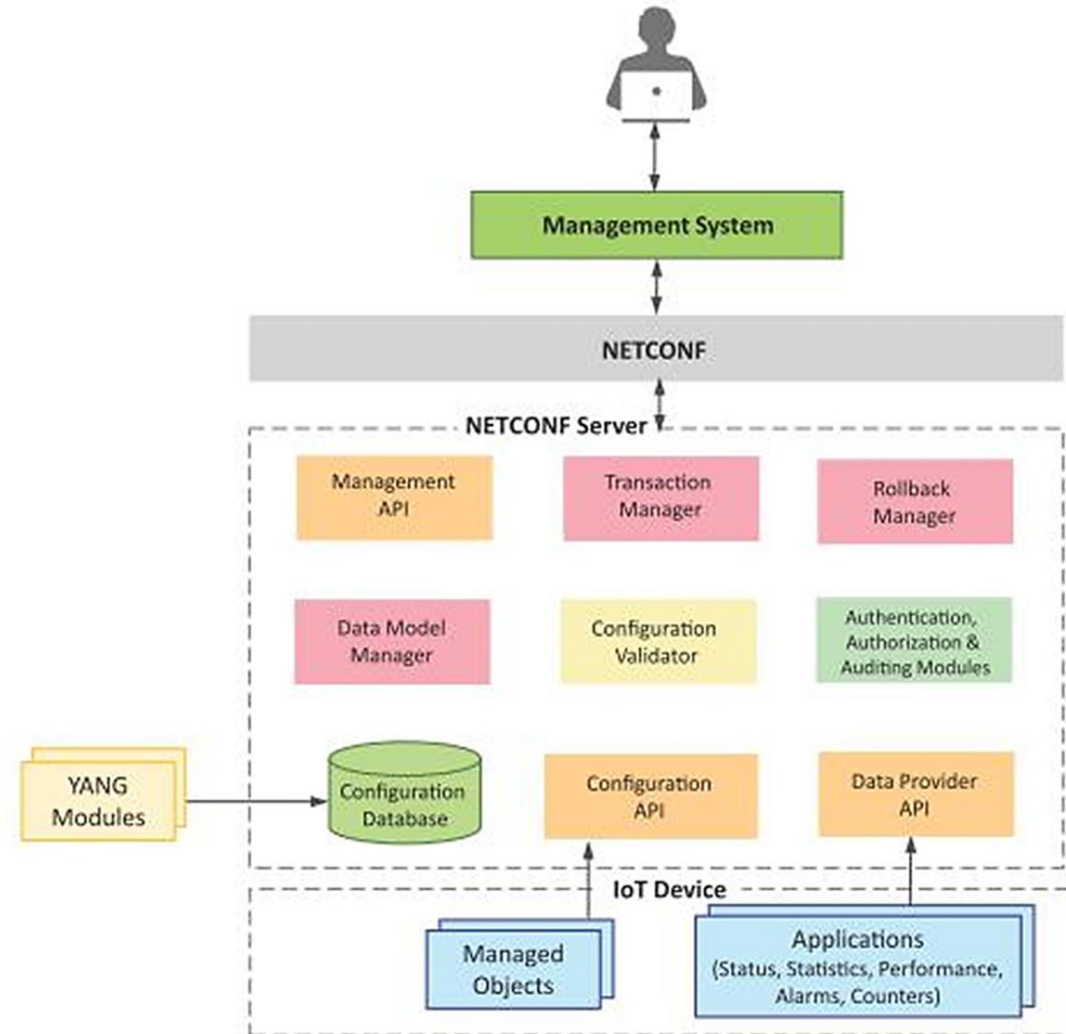 Management System
NETCONF
NETCONF Server
Management
API
Transaction
Manager
Rollback
Manager
Data Model
Manager
Configuration
Validator
Authentication,
Authorization &
Auditing Modules
YANG
Modules
Configuration
Database
Configuration
API
Data Provider
API
IoT Device
Managed
Objects
Applications
(Status, Statistics, Performance,
Alarms, Counters)